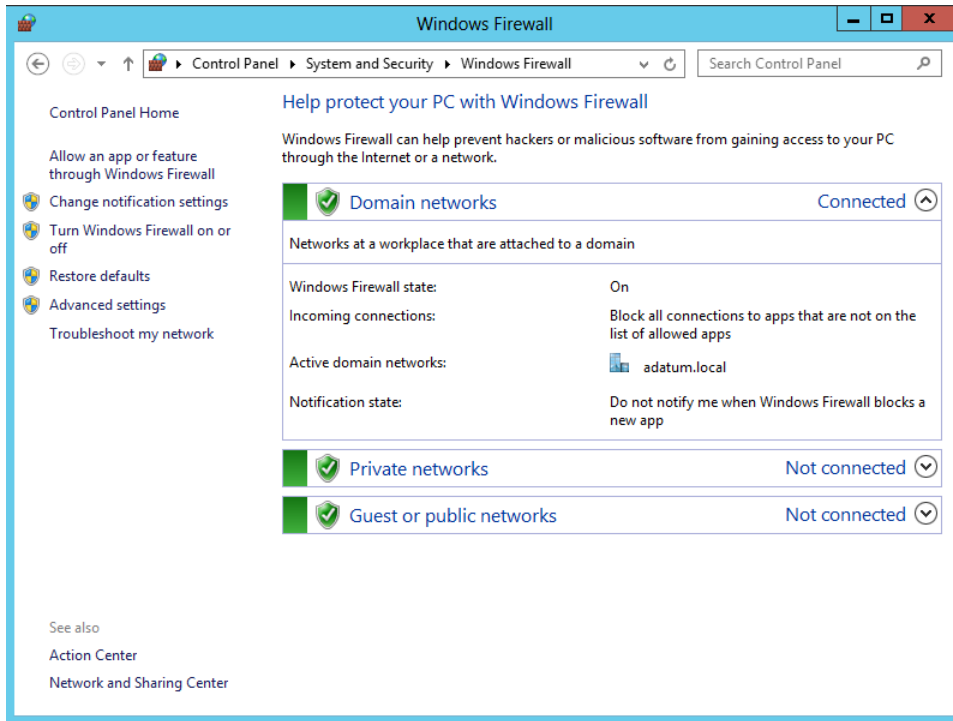 Windows Firewall
Control Panel ▸ System and Security ▸ Windows Firewall
Search Control Panel
Control Panel Home
Allow an app or feature
through Windows Firewall
Change notification settings
Turn Windows Firewall on or
off
Restore defaults
Advanced settings
Troubleshoot my network
See also
Action Center
Network and Sharing Center
Help protect your PC with Windows Firewall
Windows Firewall can help prevent hackers or malicious software from gaining access to your PC
through the Internet or a network.
Domain networks Connected
Networks at a workplace that are attached to a domain
Windows Firewall state: On
Incoming connections: Block all connections to apps that are not on the
list of allowed apps
Active domain networks: adatum.local
Notification state: Do not notify me when Windows Firewall blocks a
new app
Private networks Not connected
Guest or public networks Not connected